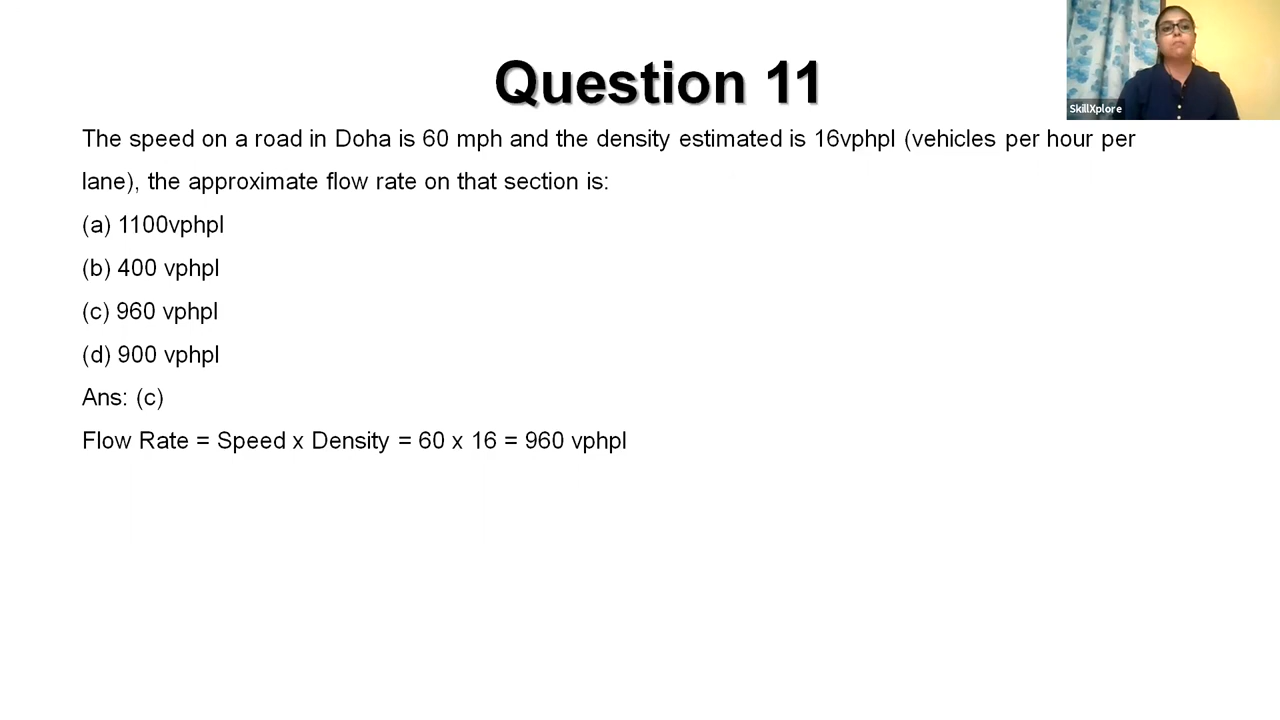 Question 11
SkillXplore
The speed on a road in Doha is 60 mph and the density estimated is 16vphpl (vehicles per hour per
lane), the approximate flow rate on that section is:
(a) 1100vphpl
(b) 400 vphpl
(c) 960 vphpl
(d) 900 vphpl
Ans: (c)
Flow Rate = Speed x Density = 60 x 16 = 960 vphpl